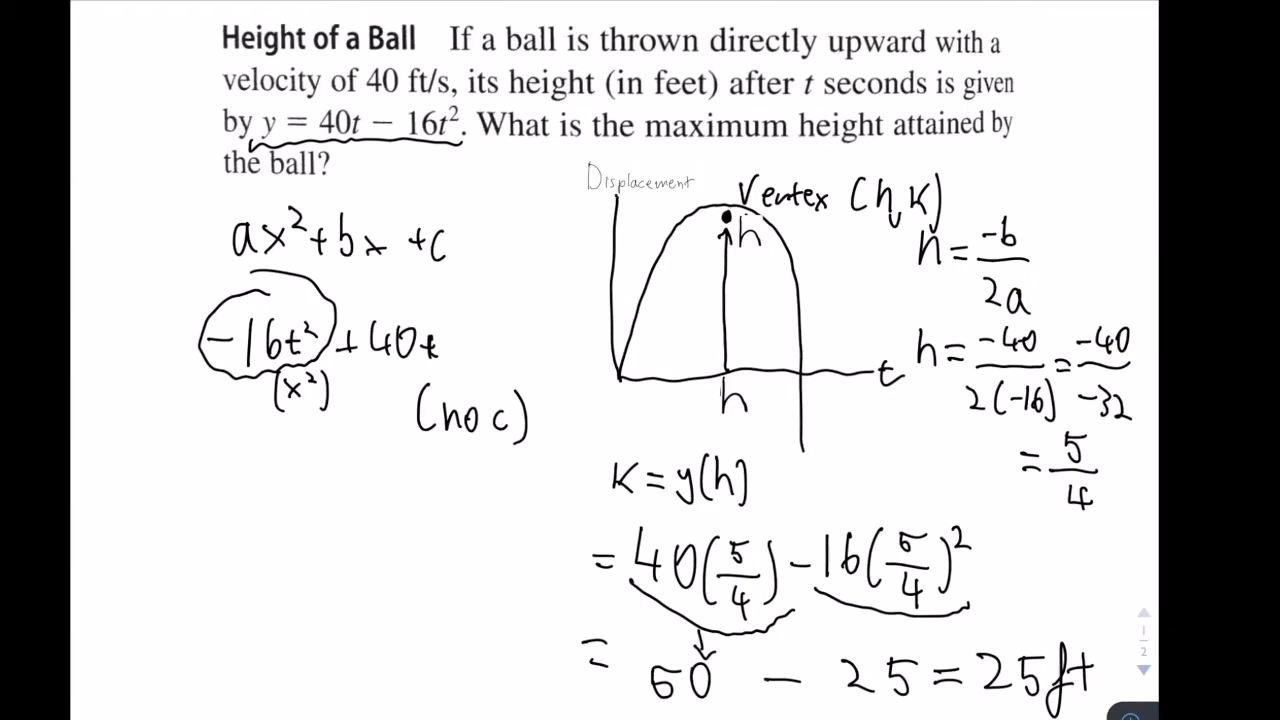 Height of a Ball If a ball is thrown directly upward with a
velocity of 40 ft/s, its height (in feet) after t seconds is given
by y = 40t − 16t². What is the maximum height attained by
the ball?
Displacement
Vertex (h, K)
h
ax² + bx + c
h = -b / 2a
-16t² + 40t
(x²)
(no c)
t
h
h = -40 / 2(-16) = -40 / -32
= 5/4
K = y(h)
= 40(5/4) - 16(5/4)²
= 50 - 25 = 25ft
1
2